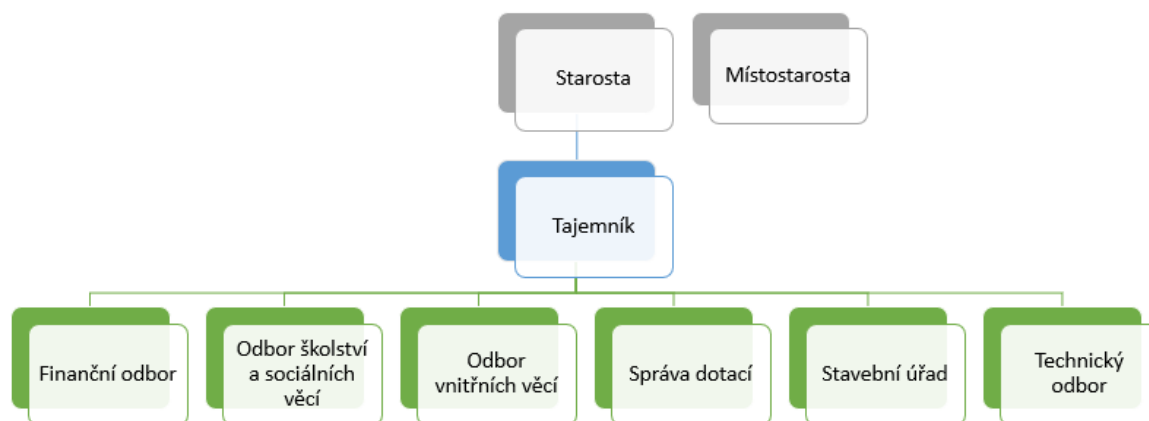 Starosta
Místostarosta
Tajemník
Finanční odbor
Odbor školství
a sociálních
věcí
Odbor
vnitřních věcí
Správa dotací
Stavební úřad
Technický
odbor